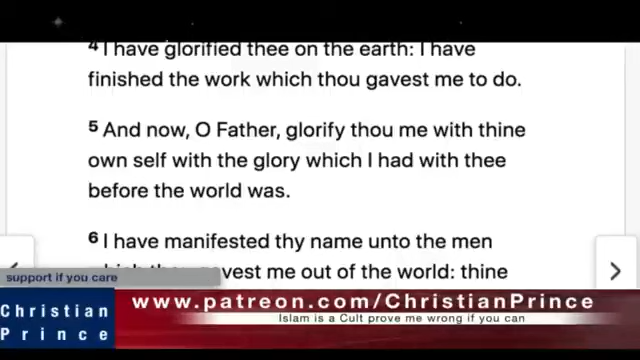 4 I have glorified thee on the earth: I have
finished the work which thou gavest me to do.
5 And now, O Father, glorify thou me with thine
own self with the glory which I had with thee
before the world was.
6 I have manifested thy name unto the men
gavest me out of the world: thine
support if you care
Christian
Prince
www.patreon.com/ChristianPrince
Islam is a Cult prove me wrong if you can